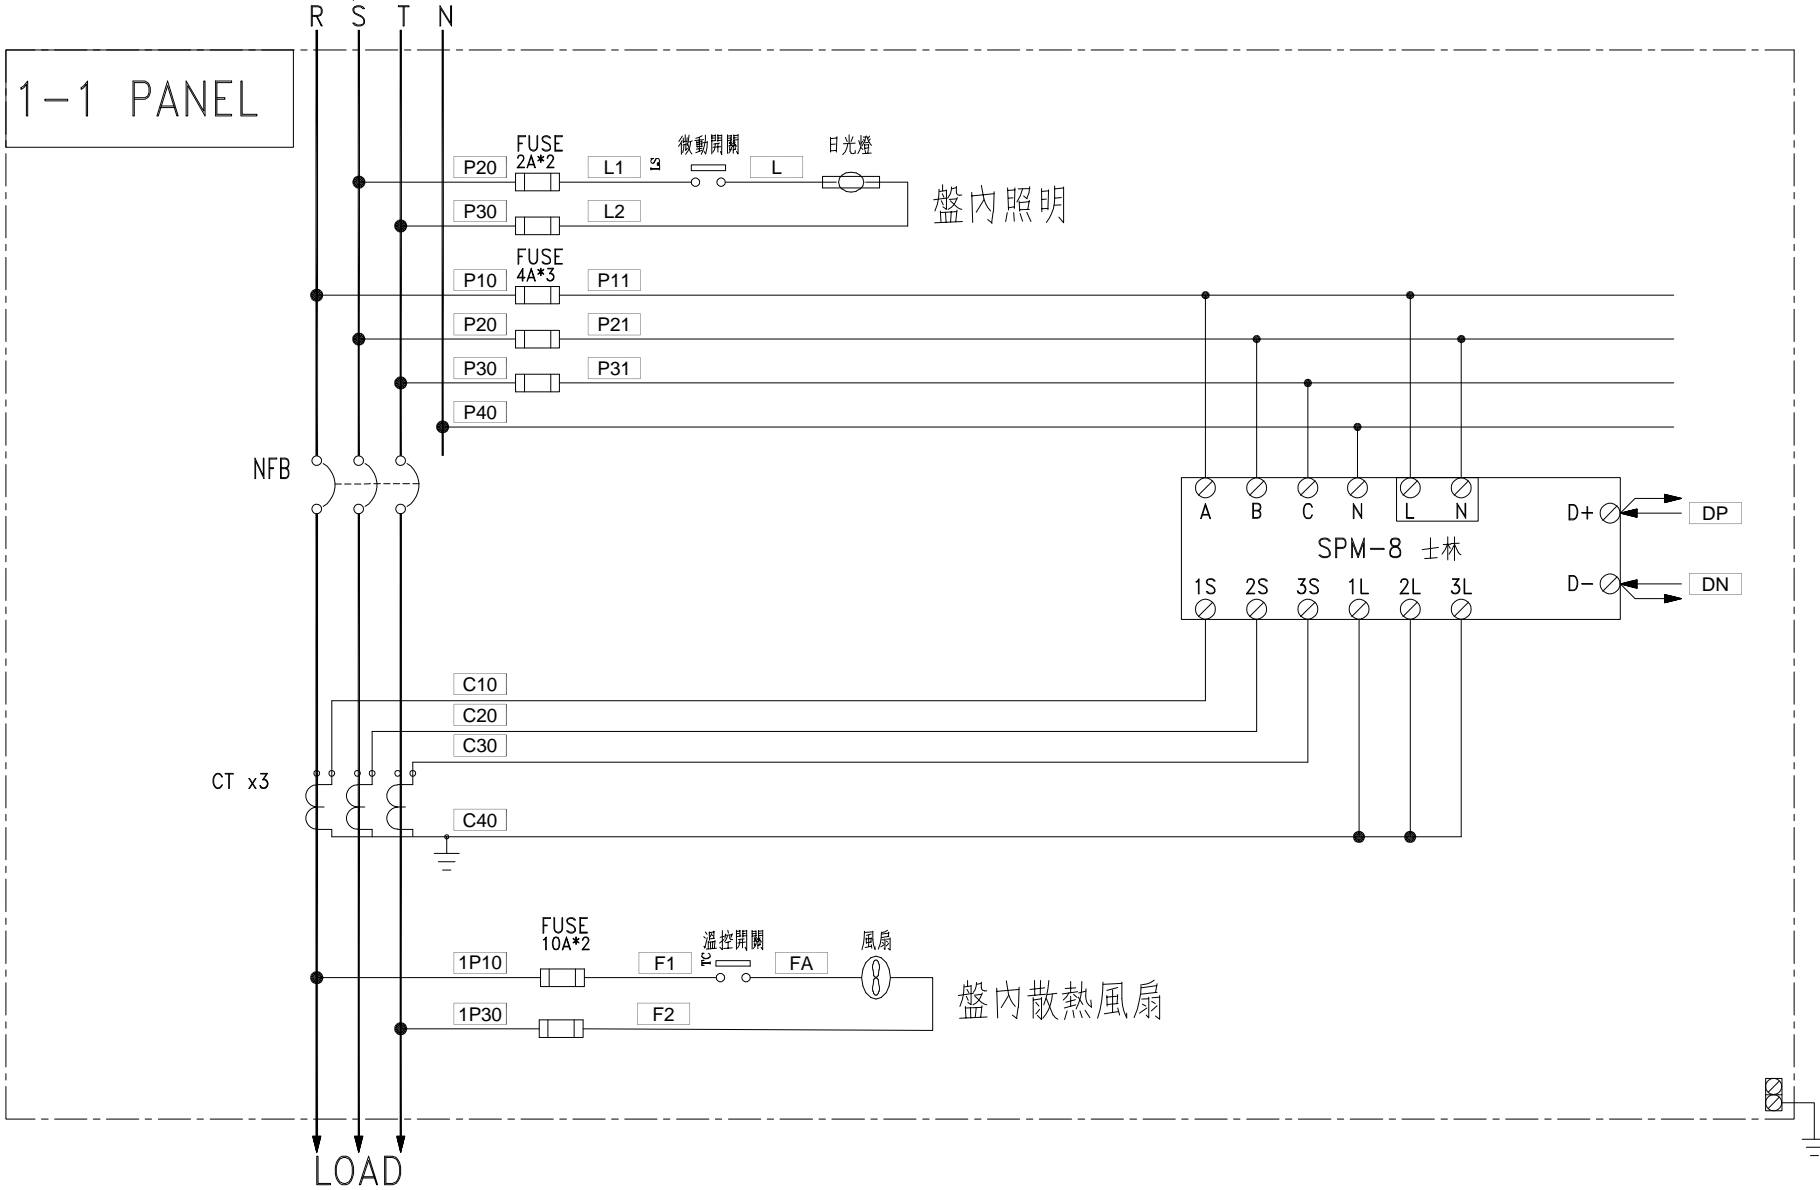 R S T N
1-1 PANEL
FUSE
2A*2
P20
L1
LS
微動開關
L
日光燈
P30
L2
盤內照明
FUSE
4A*3
P10
P11
P20
P21
P30
P31
P40
NFB
A B C N L N
D+
DP
SPM-8 士林
D-
DN
1S 2S 3S 1L 2L 3L
C10
C20
C30
CT x3
C40
FUSE
10A*2
1P10
F1
TC
溫控開關
FA
風扇
1P30
F2
盤內散熱風扇
LOAD